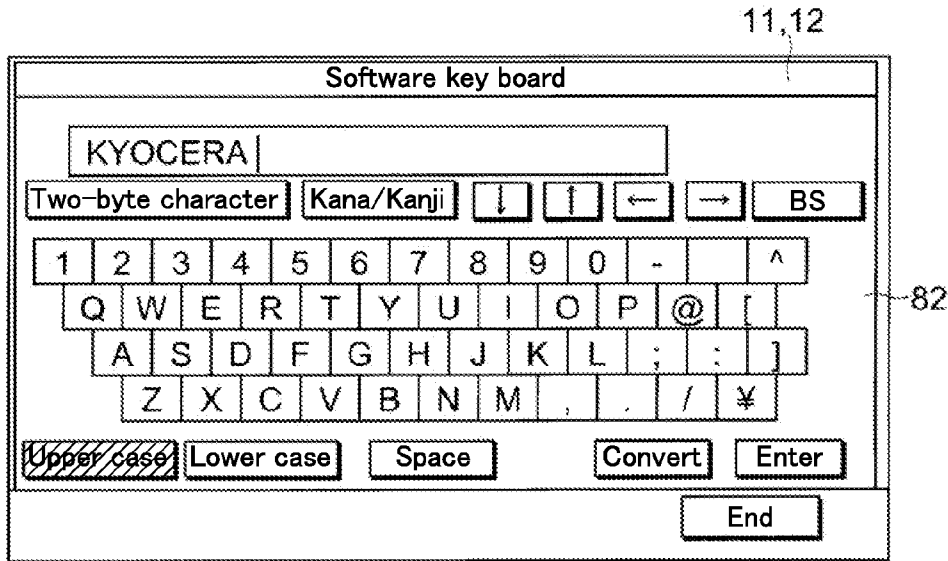 11,12
Software key board
KYOCERA
Two-byte character Kana/Kanji ↓ ↑ ← → BS
1 2 3 4 5 6 7 8 9 0 - ^
Q W E R T Y U I O P @ [
82
A S D F G H J K L ; : ]
Z X C V B N M , . / ¥
Upper case Lower case Space Convert Enter
End